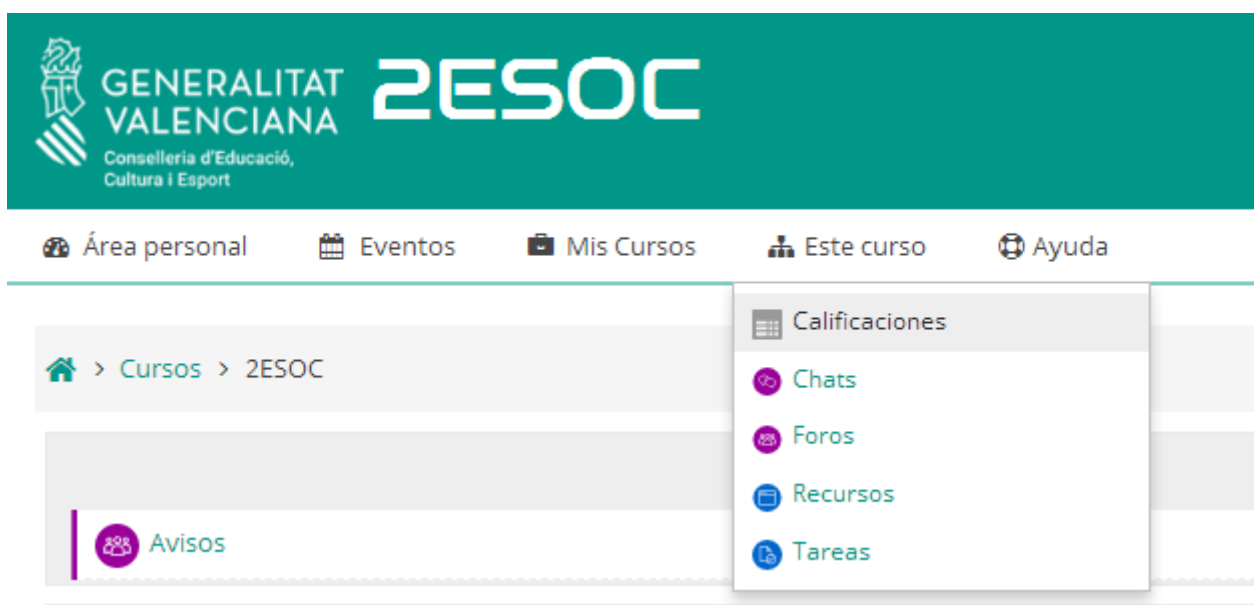 GENERALITAT
VALENCIANA
Conselleria d'Educació,
Cultura i Esport
2ESOC
Área personal Eventos Mis Cursos Este curso Ayuda
Calificaciones
Chats
Foros
Recursos
Tareas
> Cursos > 2ESOC
Avisos